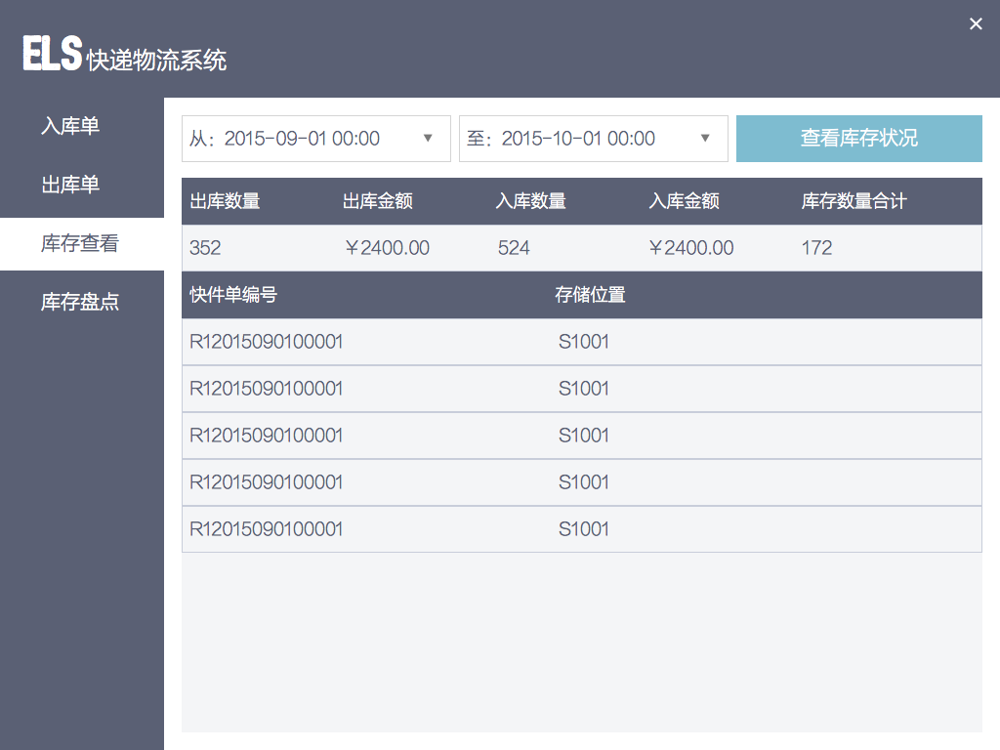 ×
ELS 快递物流系统
入库单
出库单
库存查看
库存盘点
从：2015-09-01 00:00 ▼ 至：2015-10-01 00:00 ▼ 查看库存状况
出库数量 出库金额 入库数量 入库金额 库存数量合计
352 ￥2400.00 524 ￥2400.00 172
快件单编号 存储位置
R12015090100001 S1001
R12015090100001 S1001
R12015090100001 S1001
R12015090100001 S1001
R12015090100001 S1001